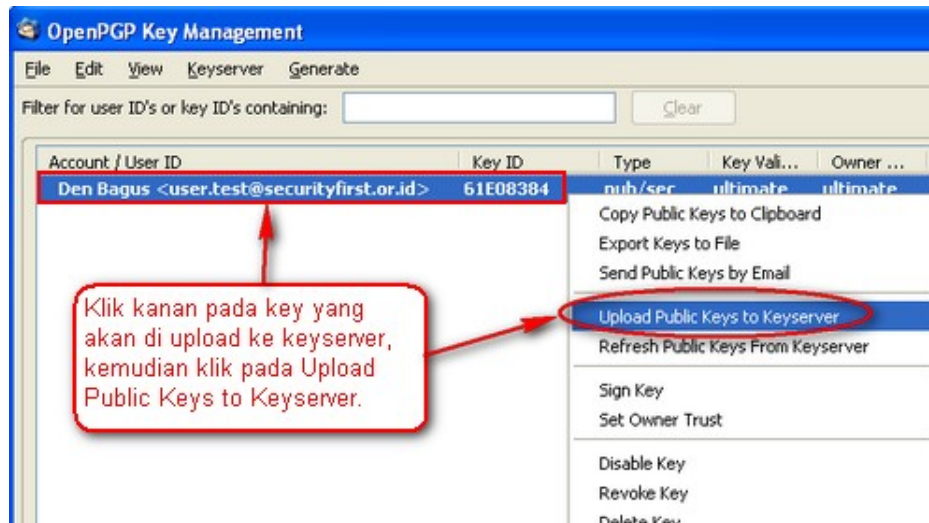 OpenPGP Key Management
File Edit View Keyserver Generate
Filter for user ID's or key ID's containing: Clear
Account / User ID Key ID Type Key Vali... Owner ...
Den Bagus <user.test@securityfirst.or.id> 61E08384 pub/sec ultimate ultimate
Copy Public Keys to Clipboard
Export Keys to File
Send Public Keys by Email
Upload Public Keys to Keyserver
Refresh Public Keys From Keyserver
Sign Key
Set Owner Trust
Disable Key
Revoke Key
Delete Key
Klik kanan pada key yang
akan di upload ke keyserver,
kemudian klik pada Upload
Public Keys to Keyserver.